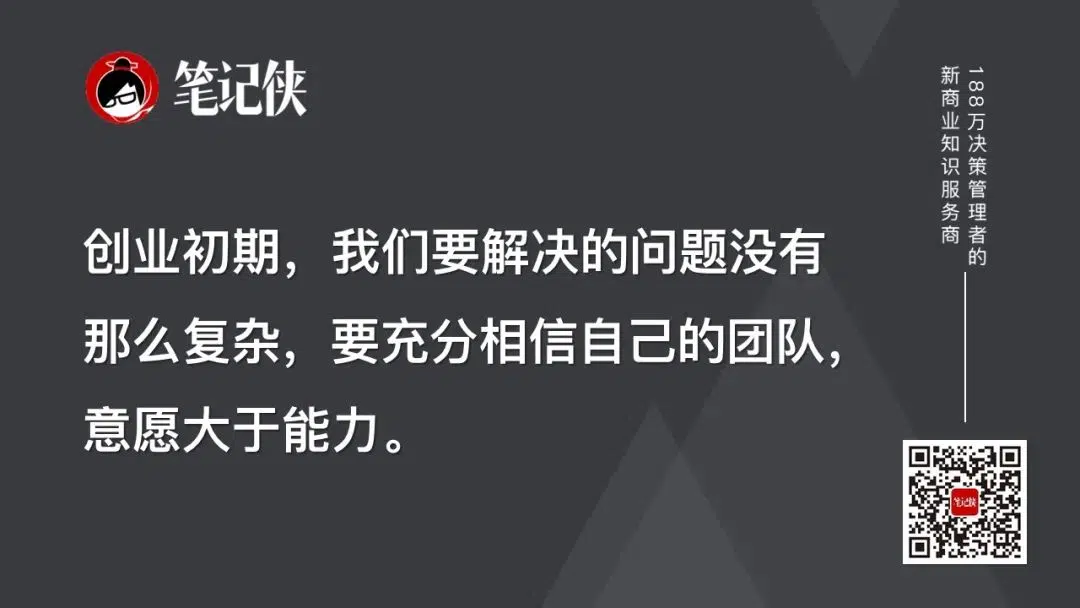 笔记侠
188万决策管理者的
新商业知识服务商
创业初期，我们要解决的问题没有
那么复杂，要充分相信自己的团队，
意愿大于能力。
笔记侠